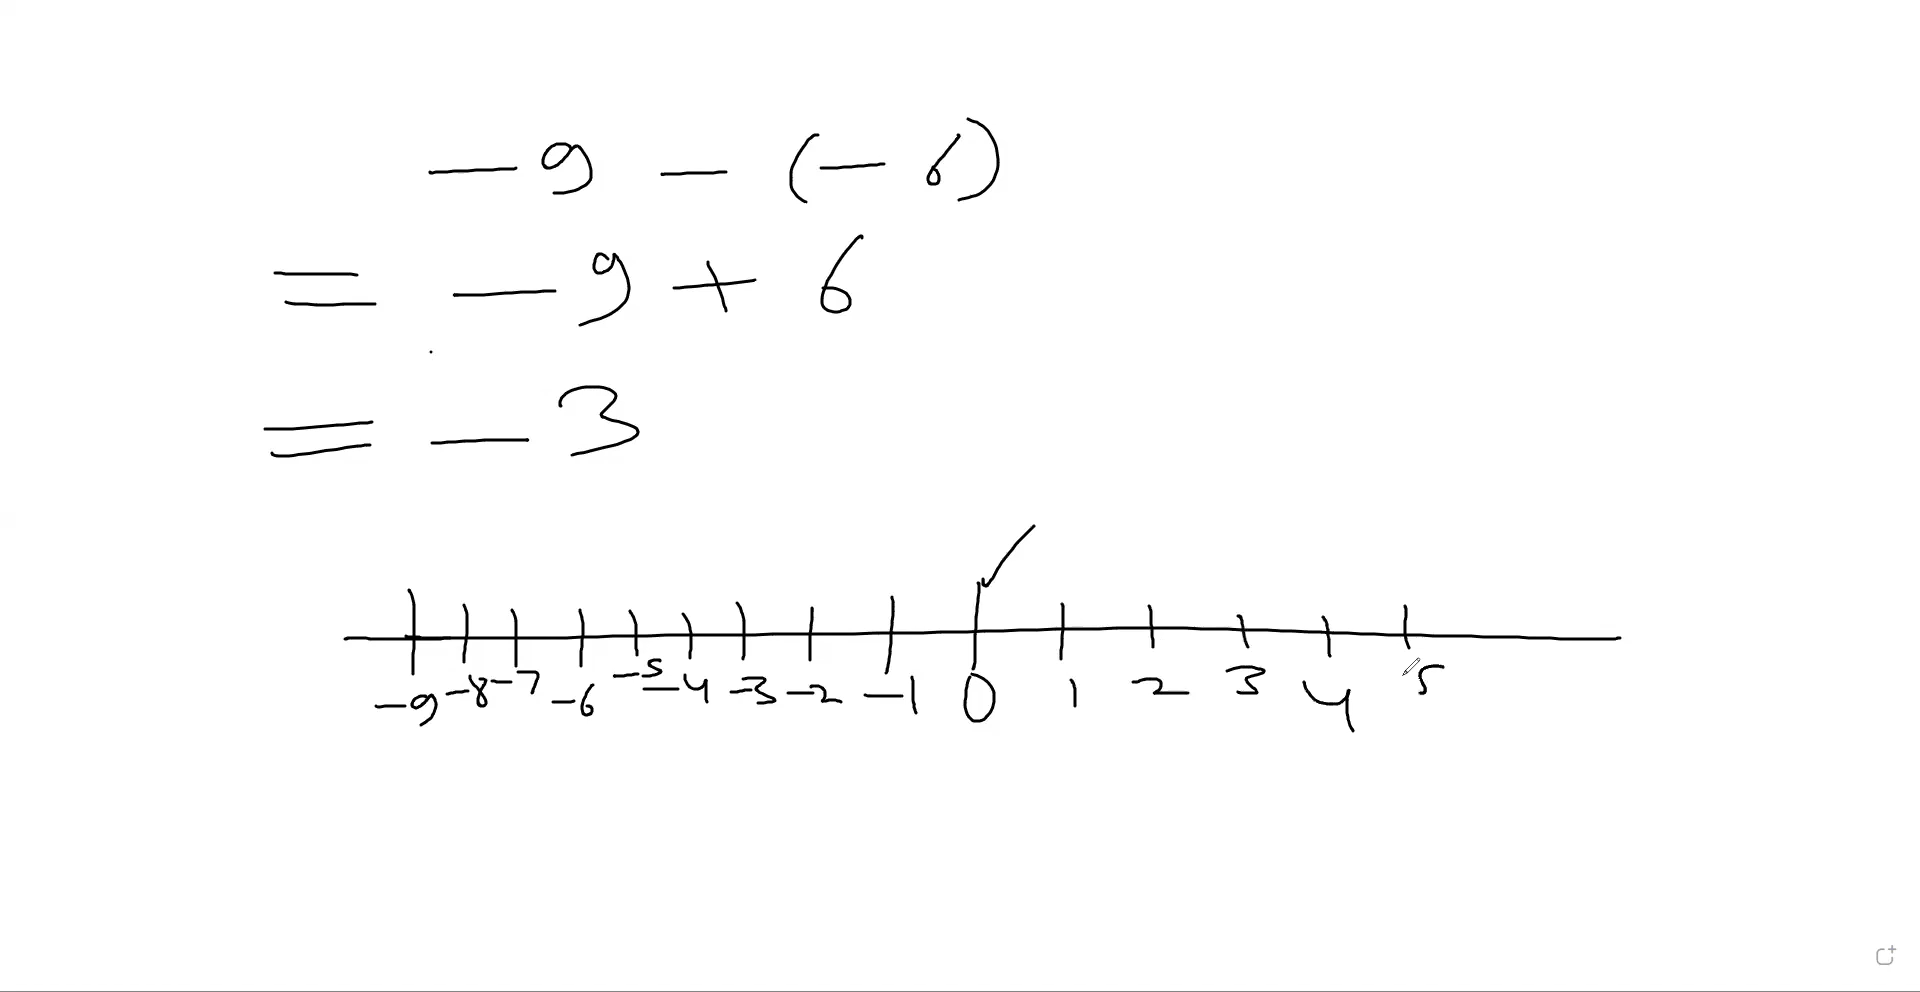 — 9 — (— 6)
= — 9 + 6
= — 3
-9 -8 -7 -6 -5 -4 -3 -2 -1 0 1 2 3 4 5